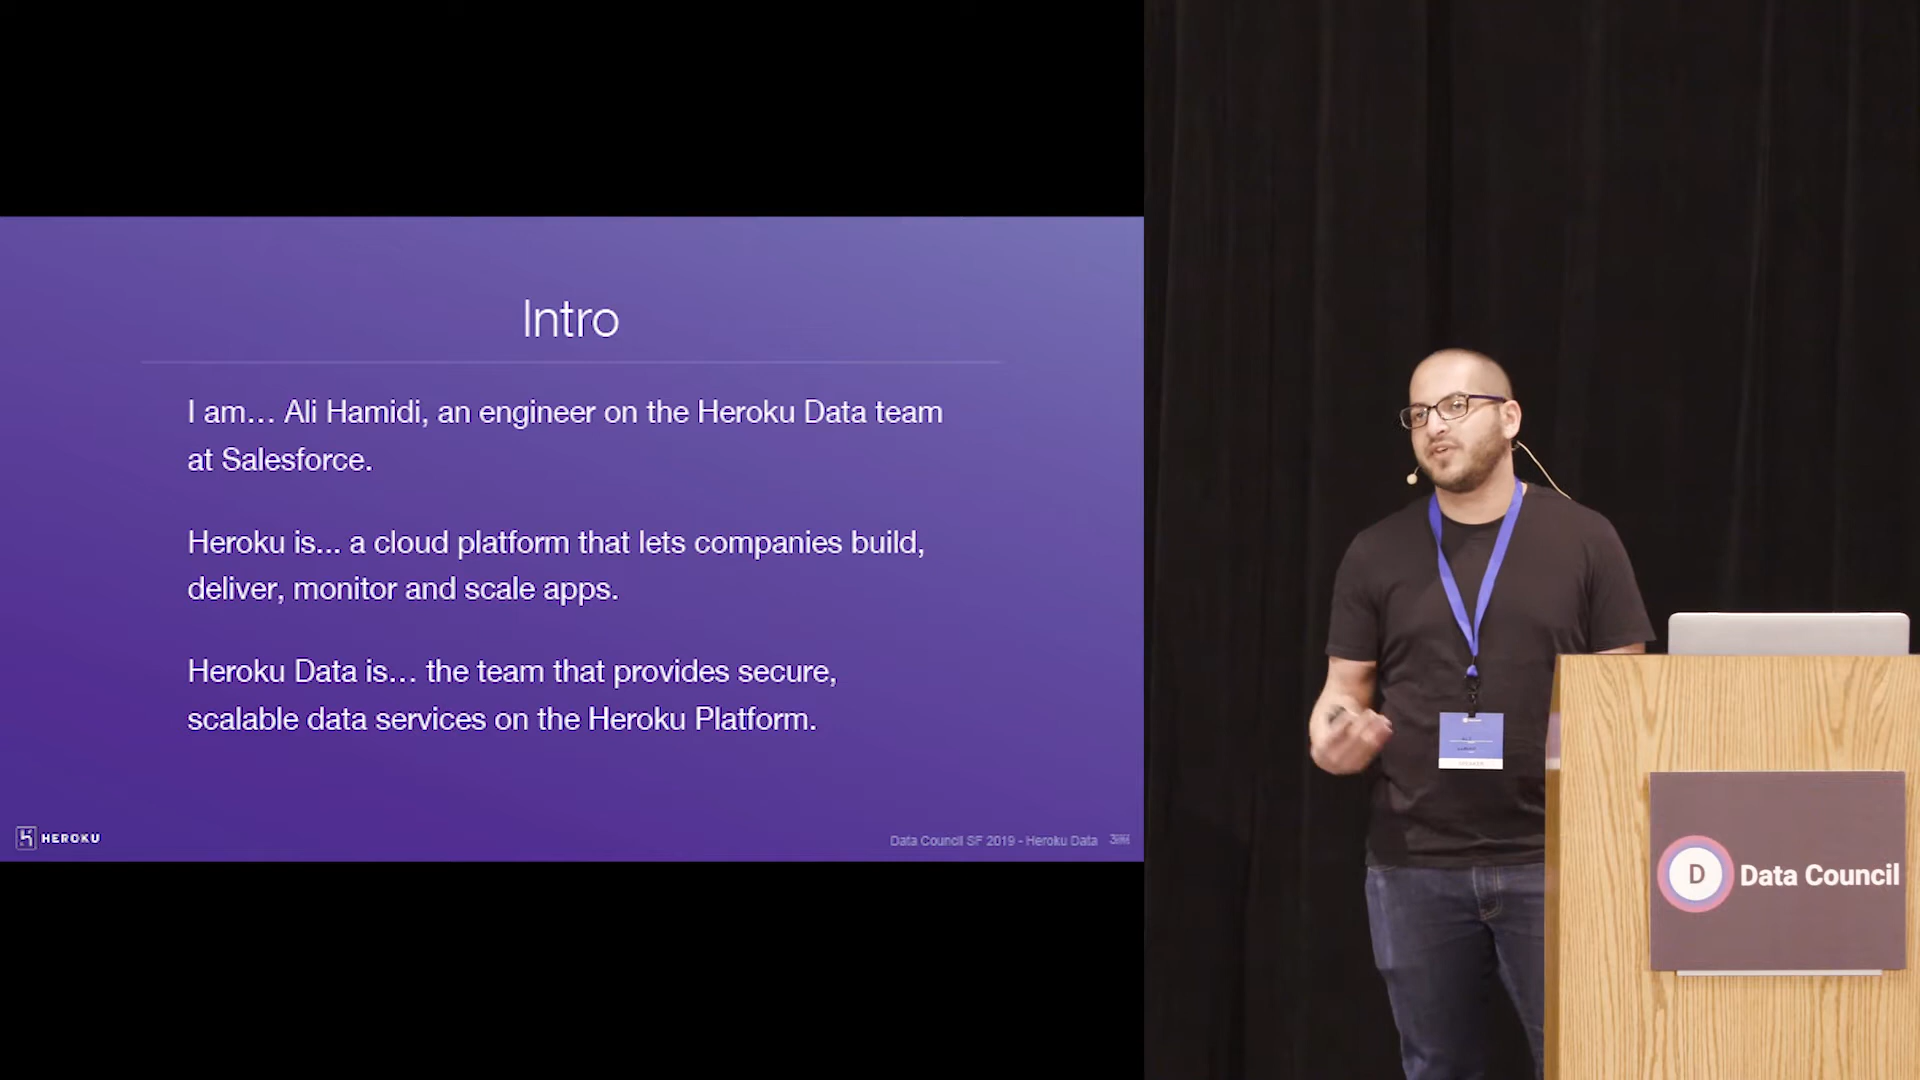 Intro
I am… Ali Hamidi, an engineer on the Heroku Data team
at Salesforce.
Heroku is... a cloud platform that lets companies build,
deliver, monitor and scale apps.
Heroku Data is… the team that provides secure,
scalable data services on the Heroku Platform.
HEROKU
Data Council SF 2019 - Heroku Data
D Data Council